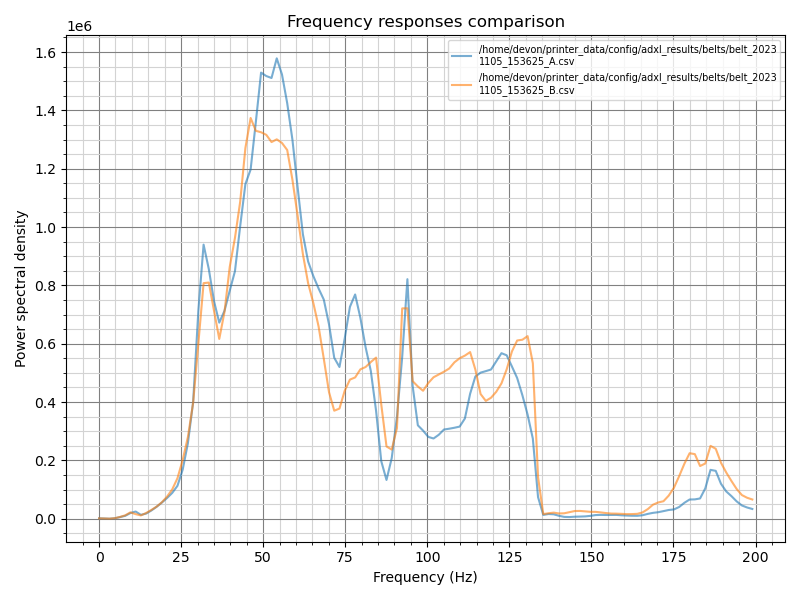 Frequency responses comparison
1e6
/home/devon/printer_data/config/adxl_results/belts/belt_2023
1105_153625_A.csv
/home/devon/printer_data/config/adxl_results/belts/belt_2023
1105_153625_B.csv
1.6
1.4
1.2
1.0
0.8
0.6
0.4
0.2
0.0
Power spectral density
0 25 50 75 100 125 150 175 200
Frequency (Hz)